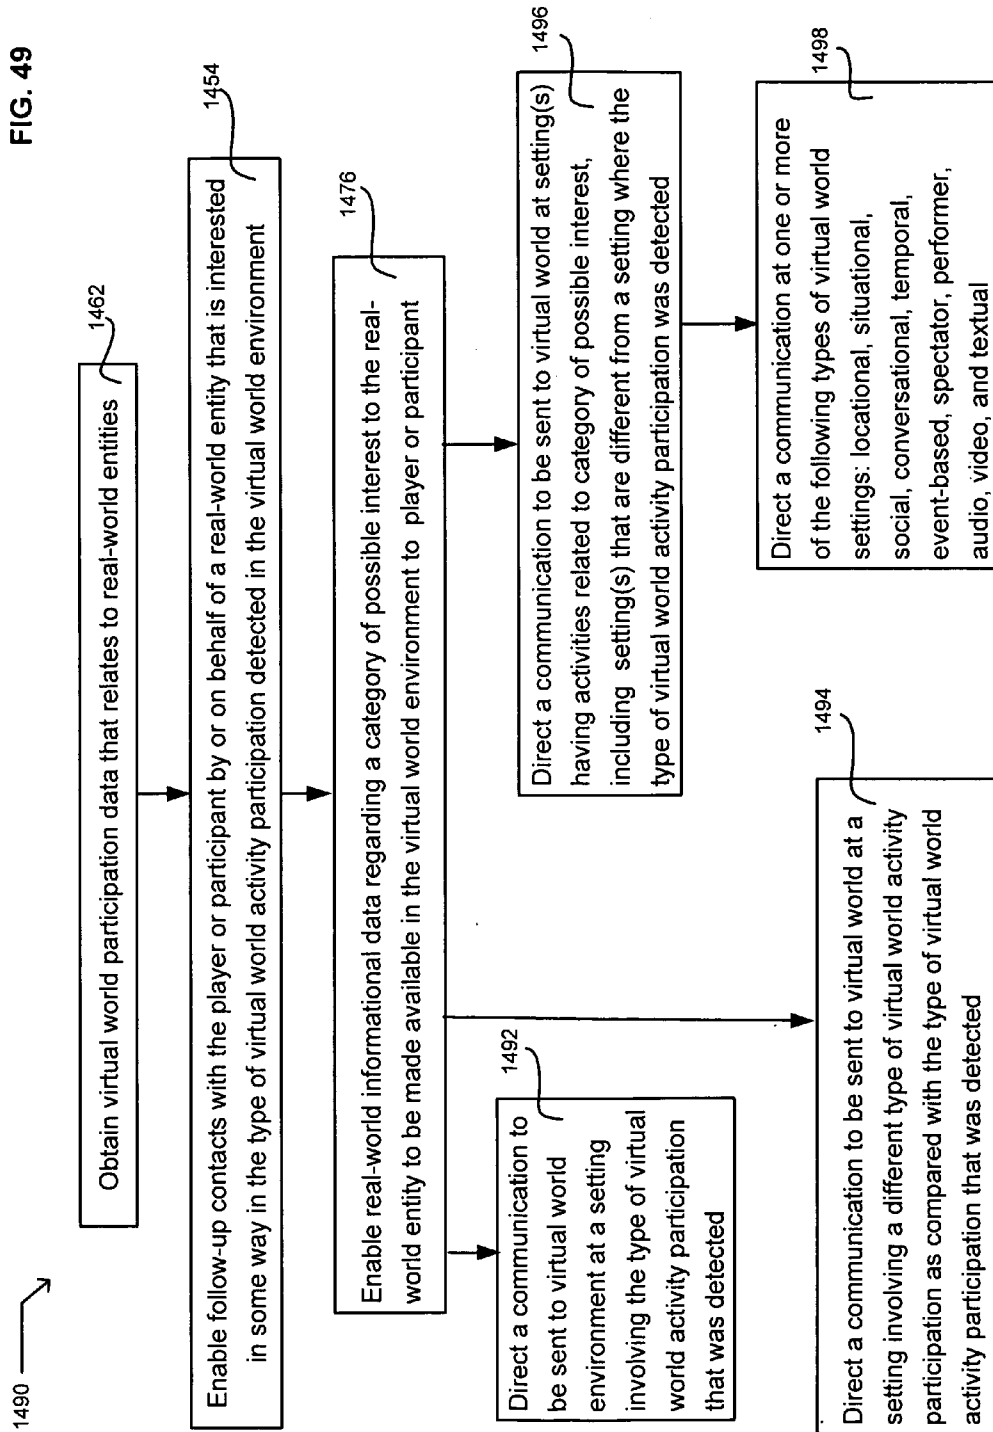 FIG. 49
1490
1462
Obtain virtual world participation data that relates to real-world entities
1454
Enable follow-up contacts with the player or participant by or on behalf of a real-world entity that is interested
in some way in the type of virtual world activity participation detected in the virtual world environment
1476
Enable real-world informational data regarding a category of possible interest to the real-
world entity to be made available in the virtual world environment to player or participant
1492
Direct a communication to
be sent to virtual world
environment at a setting
involving the type of virtual
world activity participation
that was detected
1496
Direct a communication to be sent to virtual world at setting(s)
having activities related to category of possible interest,
including setting(s) that are different from a setting where the
type of virtual world activity participation was detected
1494
Direct a communication to be sent to virtual world at a
setting involving a different type of virtual world activity
participation as compared with the type of virtual world
activity participation that was detected
1498
Direct a communication at one or more
of the following types of virtual world
settings: locational, situational,
social, conversational, temporal,
event-based, spectator, performer,
audio, video, and textual